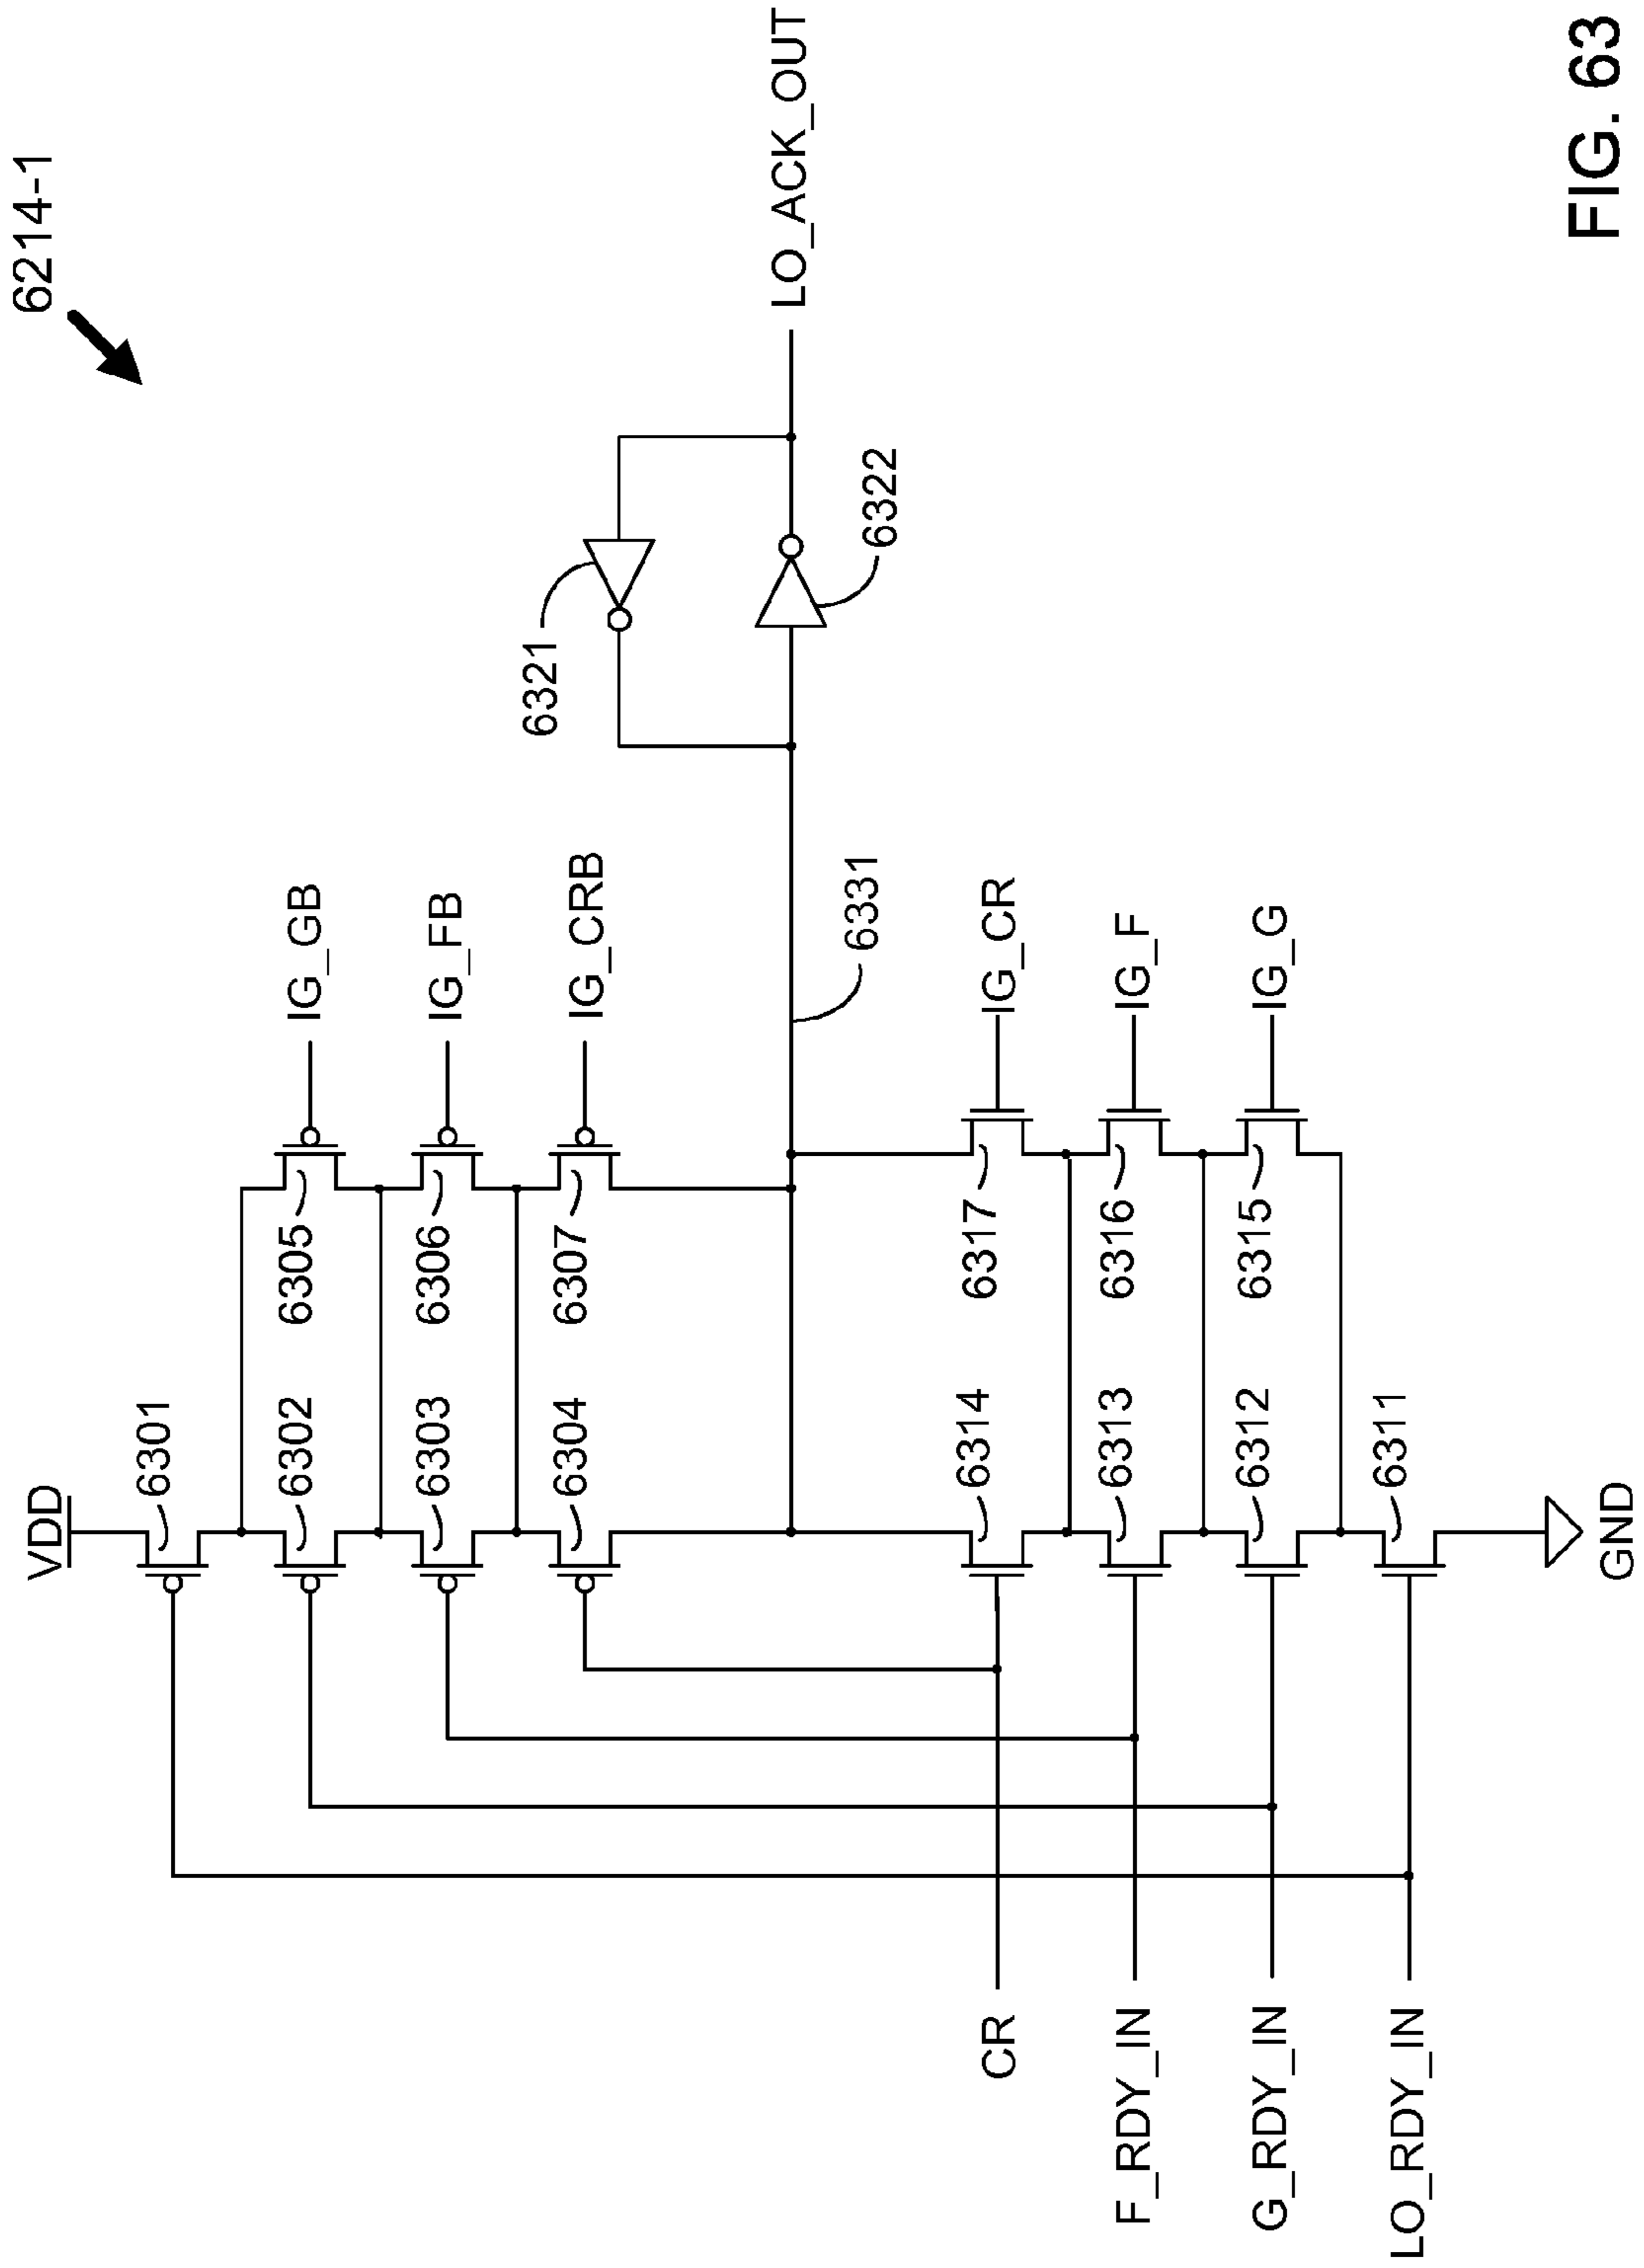 6214-1
VDD
6301
6302
6303
6304
6305
6306
6307
IG_GB
IG_FB
IG_CRB
6321
6322
LO_ACK_OUT
6331
6314
6313
6312
6311
6317
6316
6315
IG_CR
IG_F
IG_G
CR
F_RDY_IN
G_RDY_IN
LO_RDY_IN
GND
FIG. 63